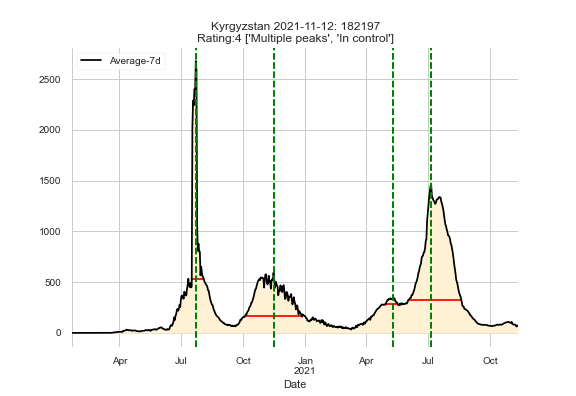 Kyrgyzstan 2021-11-12: 182197
Rating:4 ['Multiple peaks', 'In control']
Average-7d
2500
2000
1500
1000
500
0
Apr Jul Oct Jan Apr Jul Oct
2021
Date